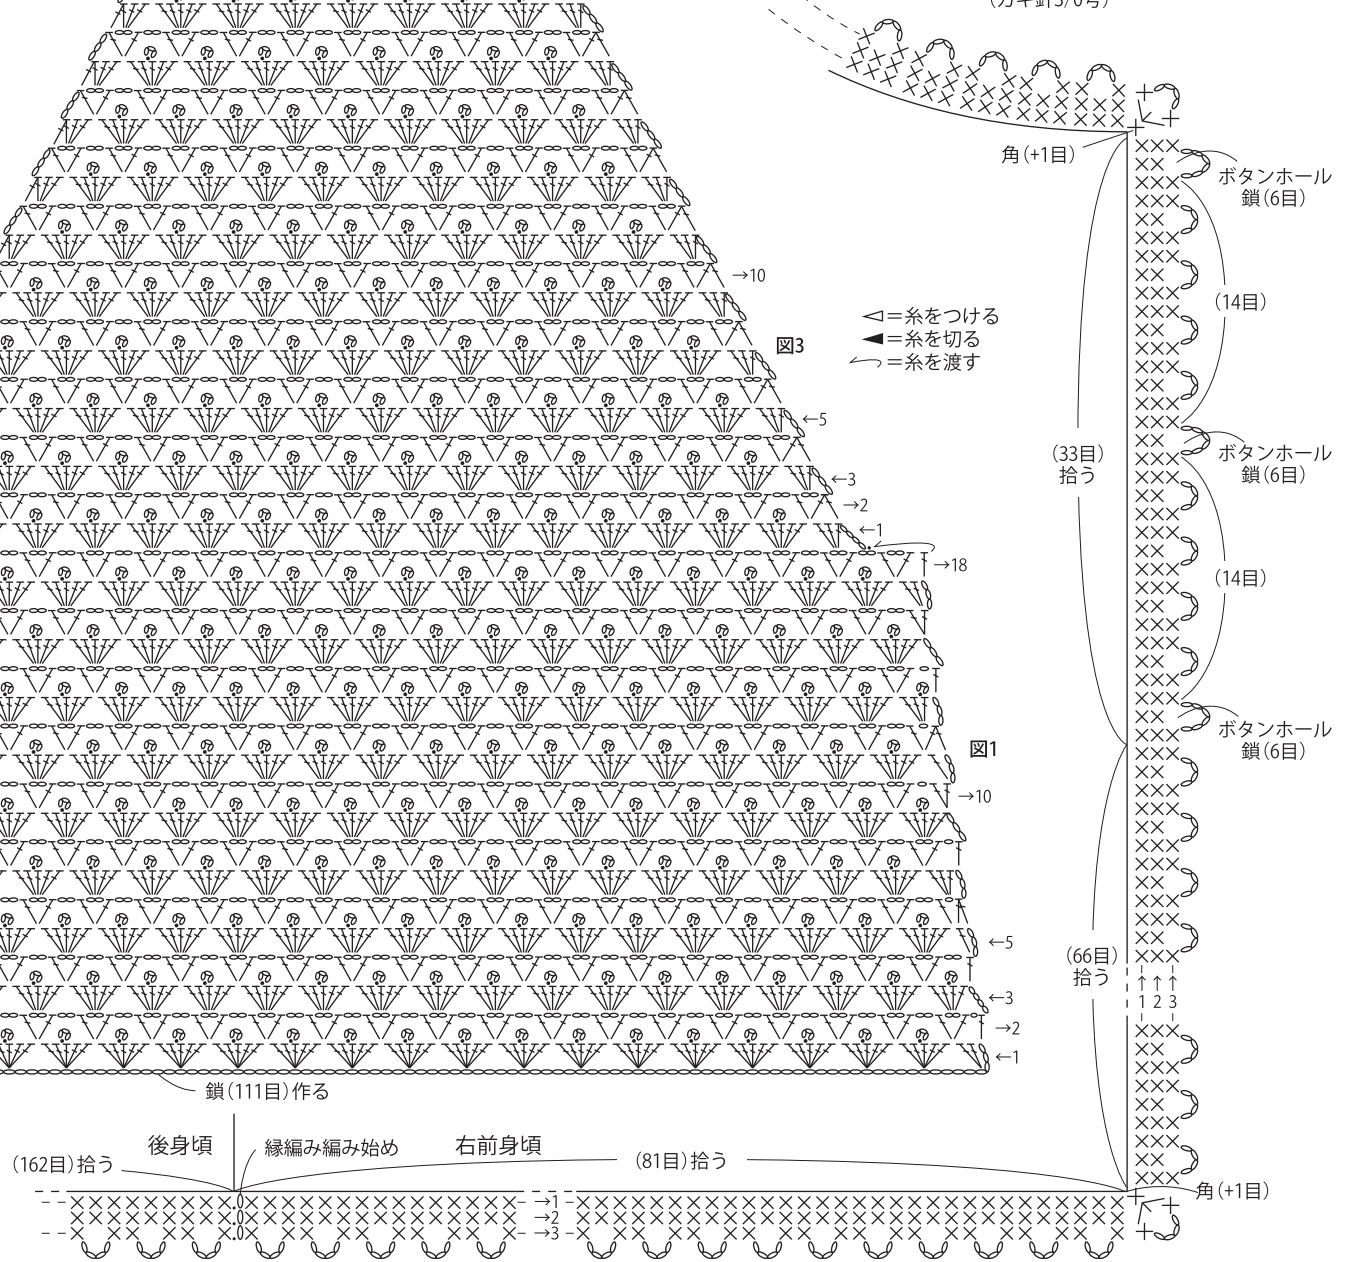 (カギ針5/0号)
角(+1目)
ボタンホール
鎖(6目)
→10
(14目)
◁=糸をつける
◀=糸を切る
=糸を渡す
図3
←5
(33目)
拾う
ボタンホール
鎖(6目)
←3
→2
←1
→18
(14目)
図1
ボタンホール
鎖(6目)
→10
←5
(66目)
拾う
←3
↑ ↑ ↑
1 2 3
→2
←1
鎖(111目)作る
後身頃
縁編み編み始め
右前身頃
(162目)拾う
(81目)拾う
角(+1目)
→1
→2
→3